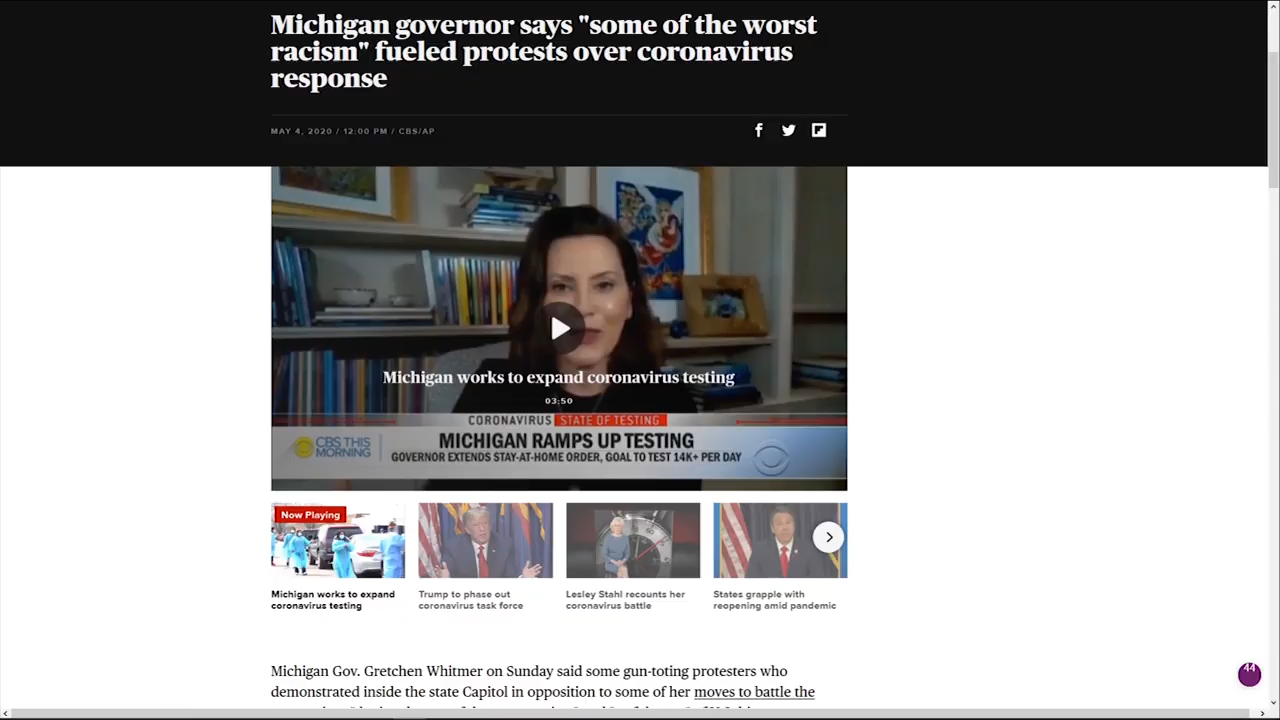 Michigan governor says "some of the worst
racism" fueled protests over coronavirus
response
MAY 4, 2020 / 12:00 PM / CBS/AP
Michigan works to expand coronavirus testing
03:50
CORONAVIRUS STATE OF TESTING
CBS THIS
MORNING
MICHIGAN RAMPS UP TESTING
GOVERNOR EXTENDS STAY-AT-HOME ORDER, GOAL TO TEST 14K+ PER DAY
Now Playing
Michigan works to expand
coronavirus testing
Trump to phase out
coronavirus task force
Lesley Stahl recounts her
coronavirus battle
States grapple with
reopening amid pandemic
Michigan Gov. Gretchen Whitmer on Sunday said some gun-toting protesters who
demonstrated inside the state Capitol in opposition to some of her moves to battle the
44